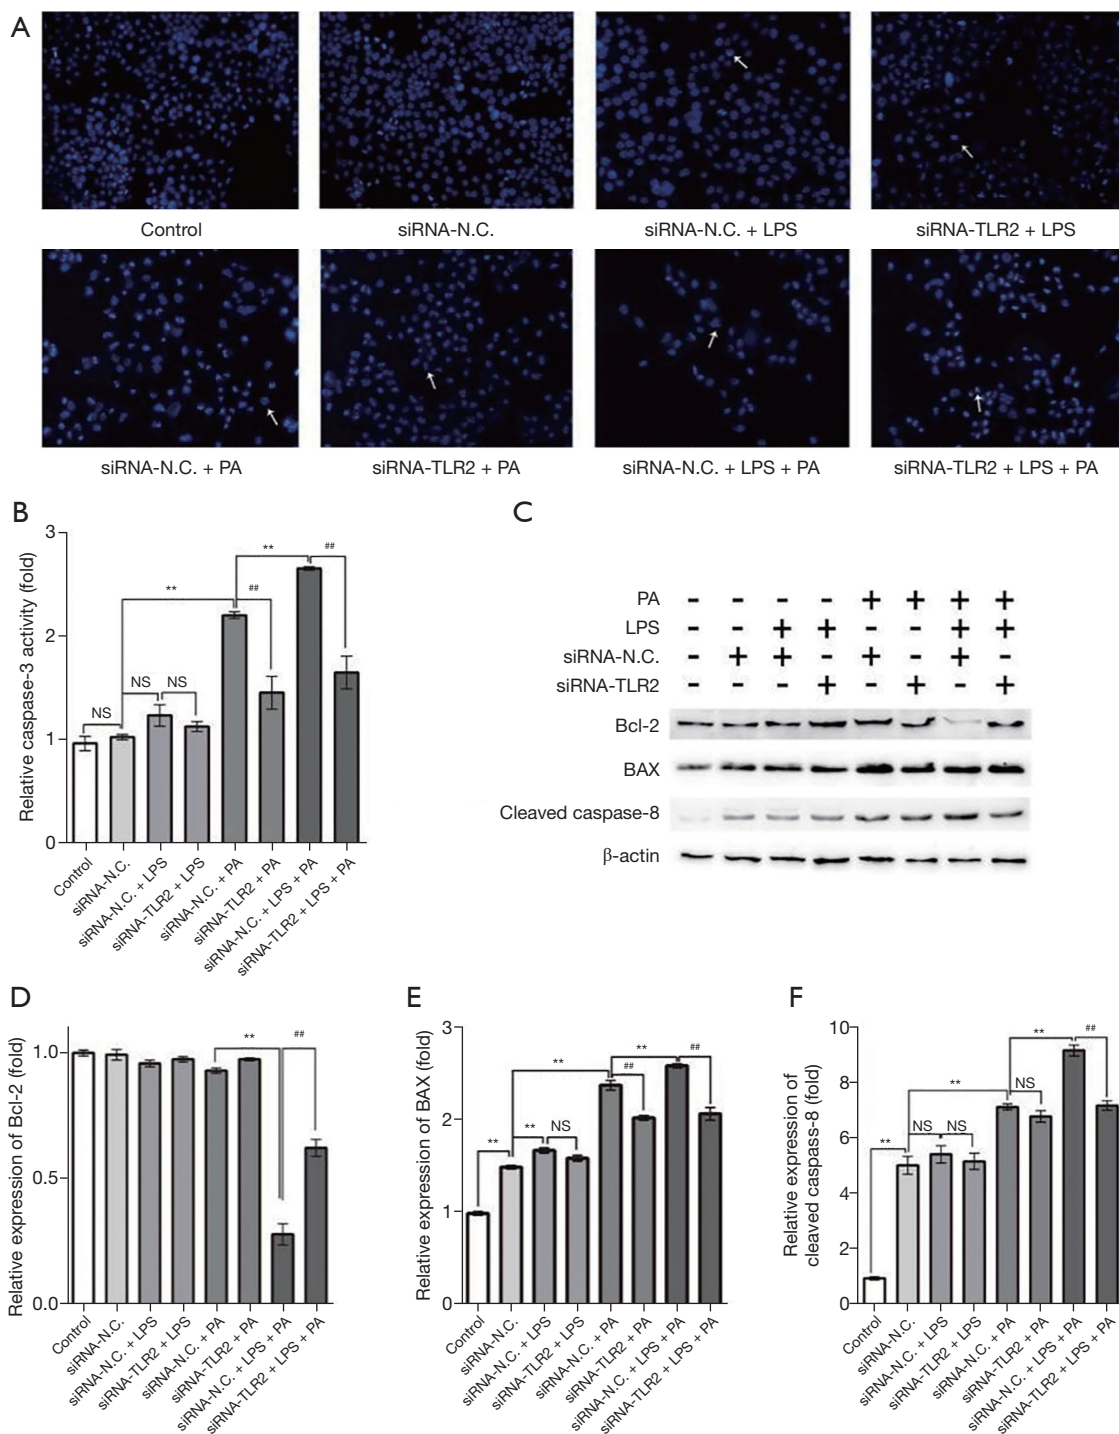 A
Control
siRNA-N.C.
siRNA-N.C. + LPS
siRNA-TLR2 + LPS
siRNA-N.C. + PA
siRNA-TLR2 + PA
siRNA-N.C. + LPS + PA
siRNA-TLR2 + LPS + PA
B
Relative caspase-3 activity (fold)
3
2
1
0
NS
NS
NS
**
##
**
##
Control
siRNA-N.C.
siRNA-N.C. + LPS
siRNA-TLR2 + LPS
siRNA-N.C. + PA
siRNA-TLR2 + PA
siRNA-N.C. + LPS + PA
siRNA-TLR2 + LPS + PA
C
PA - - - - + + + +
LPS - - + + - - + +
siRNA-N.C. - + + - + - + -
siRNA-TLR2 - - - + - + - +
Bcl-2
BAX
Cleaved caspase-8
β-actin
D
Relative expression of Bcl-2 (fold)
1.0
0.5
0.0
**
##
Control
siRNA-N.C.
siRNA-N.C. + LPS
siRNA-TLR2 + LPS
siRNA-N.C. + PA
siRNA-TLR2 + PA
siRNA-N.C. + LPS + PA
siRNA-TLR2 + LPS + PA
E
Relative expression of BAX (fold)
3
2
1
0
**
**
NS
**
##
**
##
Control
siRNA-N.C.
siRNA-N.C. + LPS
siRNA-TLR2 + LPS
siRNA-N.C. + PA
siRNA-TLR2 + PA
siRNA-N.C. + LPS + PA
siRNA-TLR2 + LPS + PA
F
Relative expression of
cleaved caspass-8 (fold)
10
8
6
4
2
0
**
NS
NS
**
NS
**
##
Control
siRNA-N.C.
siRNA-N.C. + LPS
siRNA-TLR2 + LPS
siRNA-N.C. + PA
siRNA-TLR2 + PA
siRNA-N.C. + LPS + PA
siRNA-TLR2 + LPS + PA